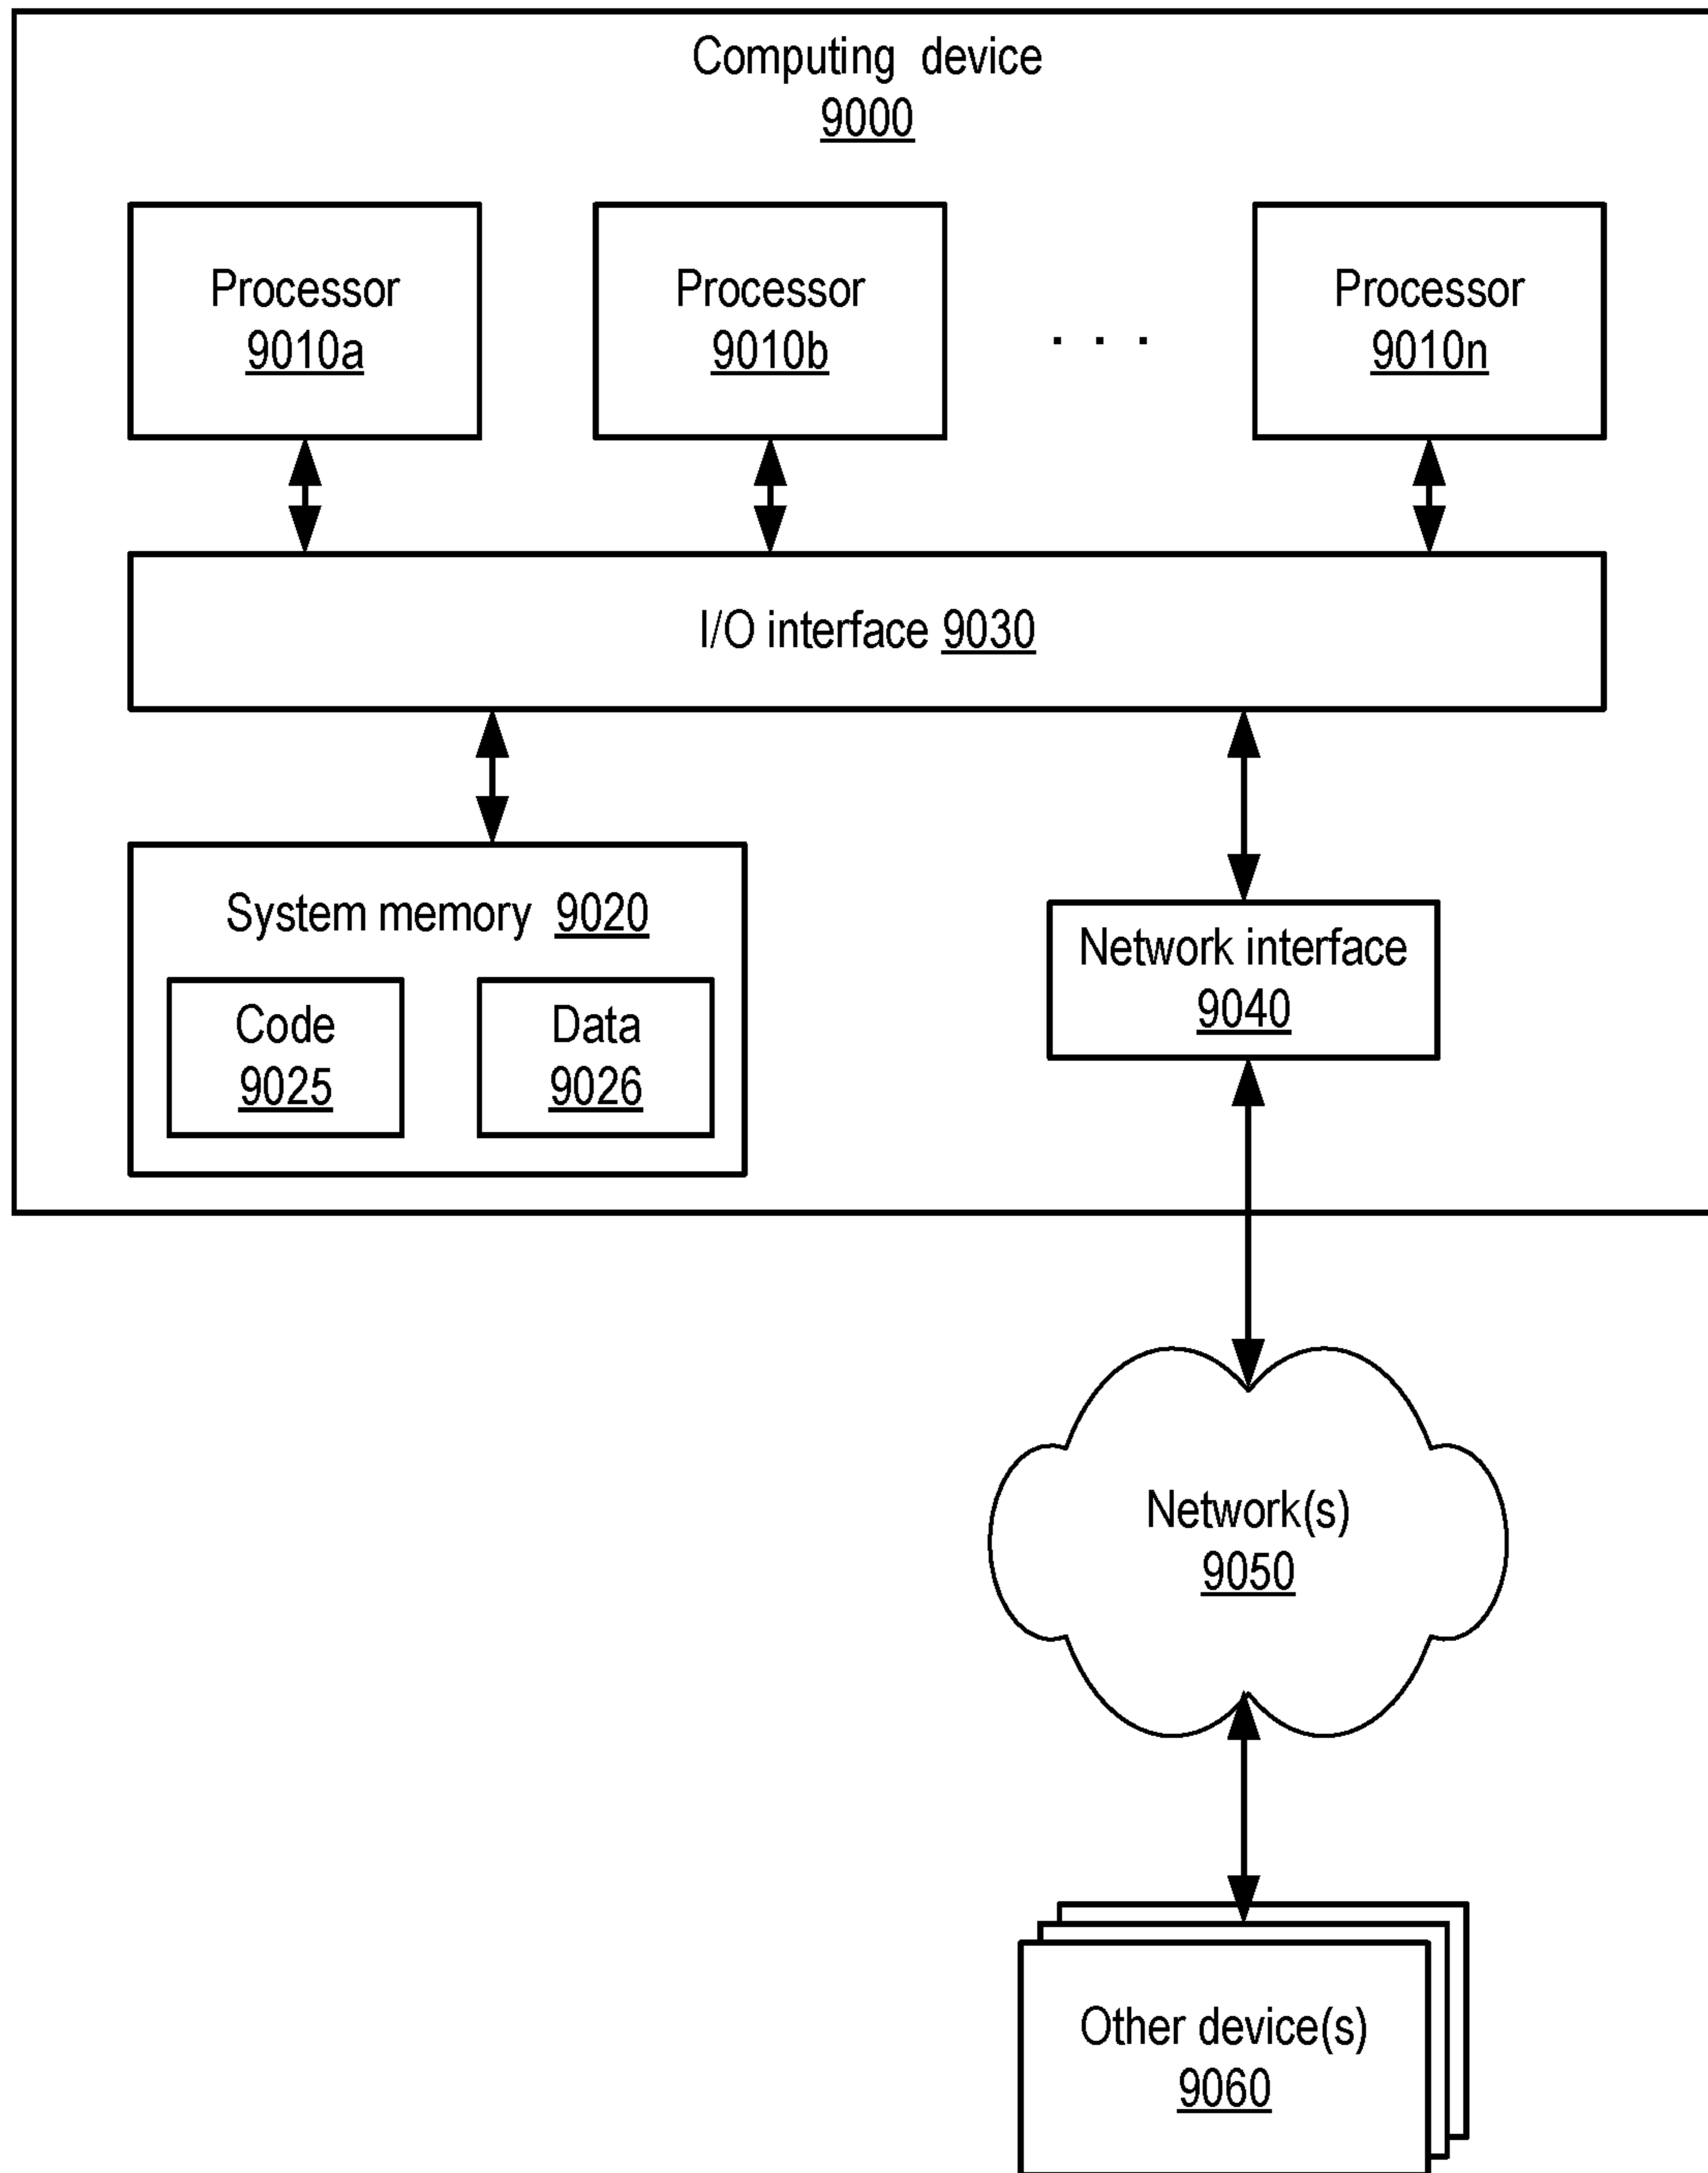 Computing device
9000
Processor
9010a
Processor
9010b
. . .
Processor
9010n
I/O interface 9030
System memory 9020
Code
9025
Data
9026
Network interface
9040
Network(s)
9050
Other device(s)
9060